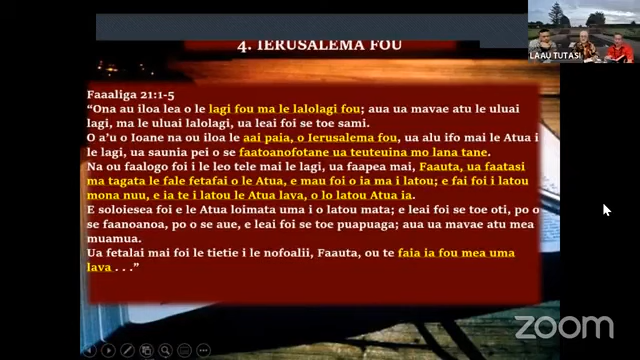 4. IERUSALEMA FOU
LAAU TUTASI
Faaaliga 21:1-5
“Ona au iloa lea o le lagi fou ma le lalolagi fou; aua ua mavae atu le uluai
lagi, ma le uluai lalolagi, ua leai foi se toe sami.
O a'u o Ioane na ou iloa le aai paia, o Ierusalema fou, ua alu ifo mai le Atua i
le lagi, ua saunia pei o se faatoanofotane ua teuteuina mo lana tane.
Na ou faalogo foi i le leo tele mai le lagi, ua faapea mai, Faauta, ua faatasi
ma tagata le fale fetafai o le Atua, e mau foi o ia ma i latou; e fai foi i latou
mona nuu, e ia te i latou le Atua lava, o lo latou Atua ia.
E soloiesea foi e le Atua loimata uma i o latou mata; e leai foi se toe oti, po o
se faanoanoa, po o se aue, e leai foi se toe puapuaga; aua ua mavae atu mea
muamua.
Ua fetalai mai foi le tietie i le nofoalii, Faauta, ou te faia ia fou mea uma
lava . . .”
zoom